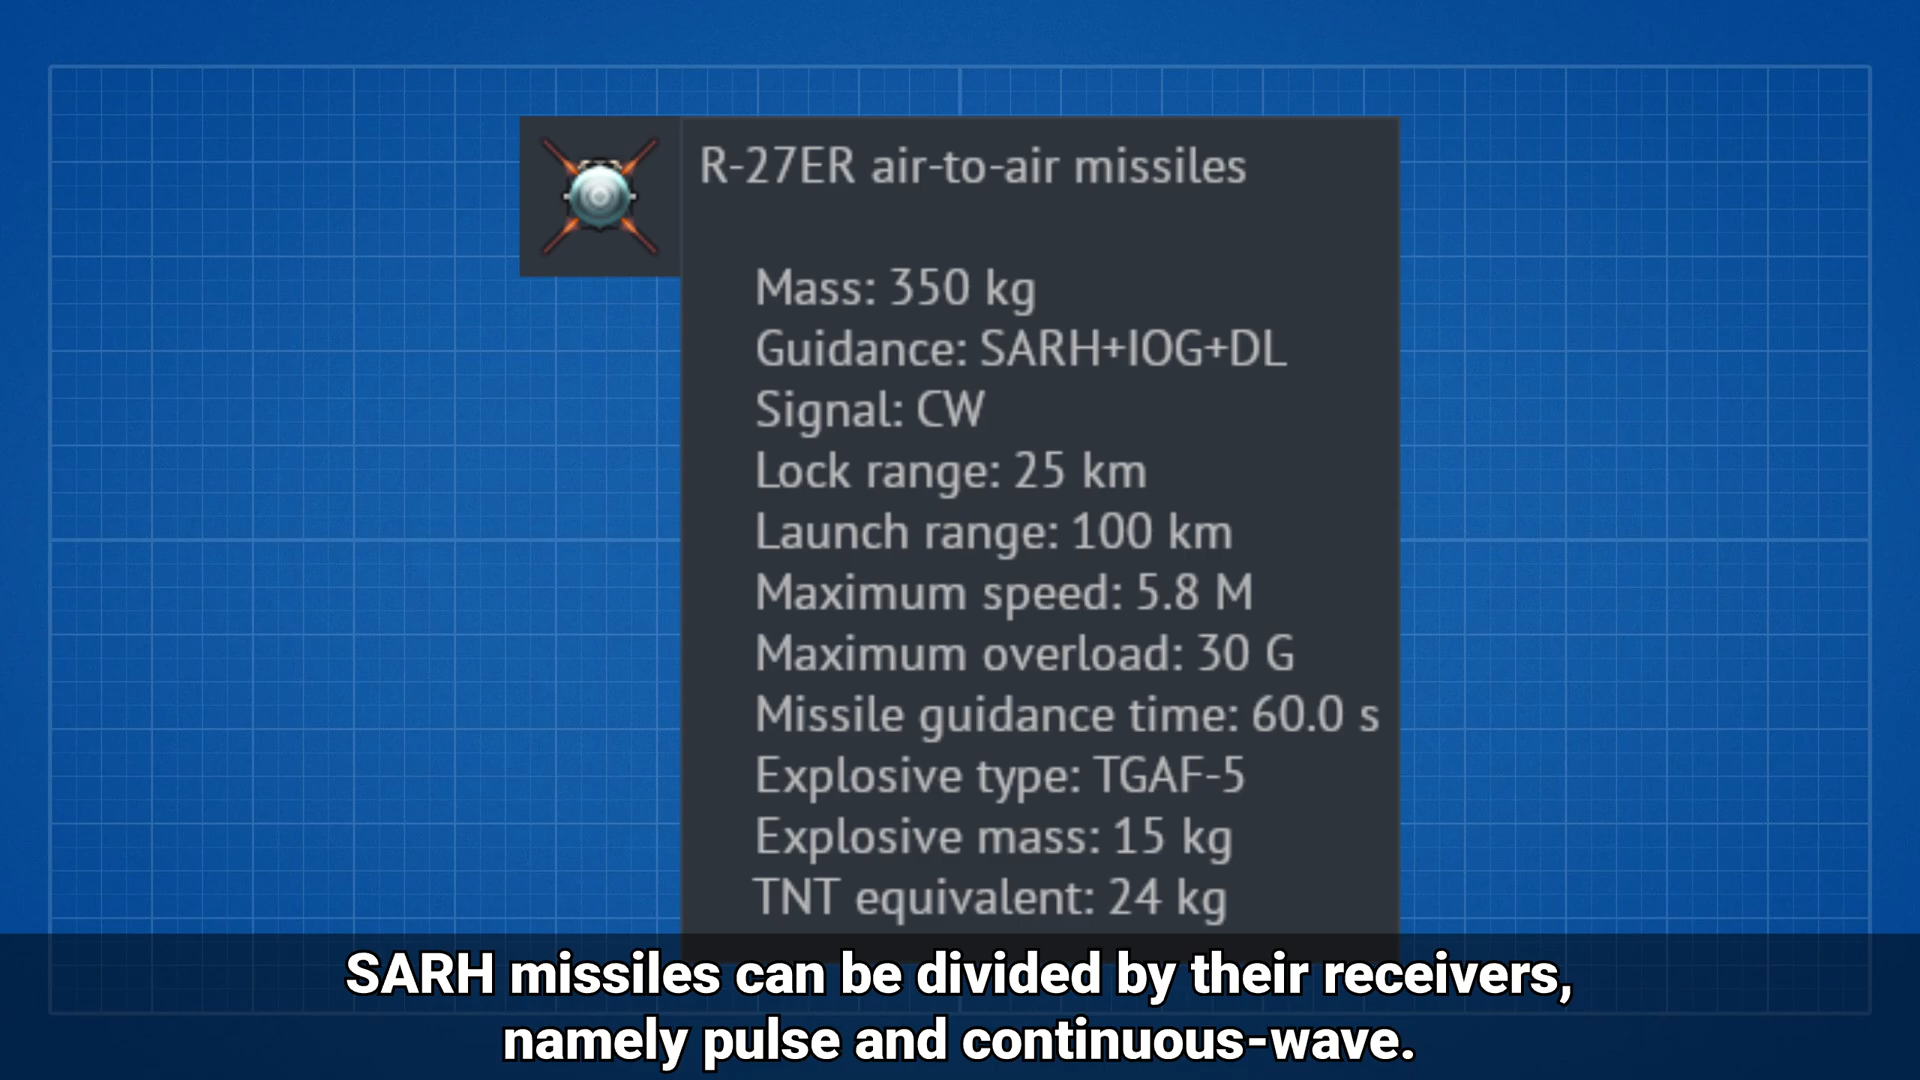 R-27ER air-to-air missiles
Mass: 350 kg
Guidance: SARH+IOG+DL
Signal: CW
Lock range: 25 km
Launch range: 100 km
Maximum speed: 5.8 M
Maximum overload: 30 G
Missile guidance time: 60.0 s
Explosive type: TGAF-5
Explosive mass: 15 kg
TNT equivalent: 24 kg
SARH missiles can be divided by their receivers,
namely pulse and continuous-wave.